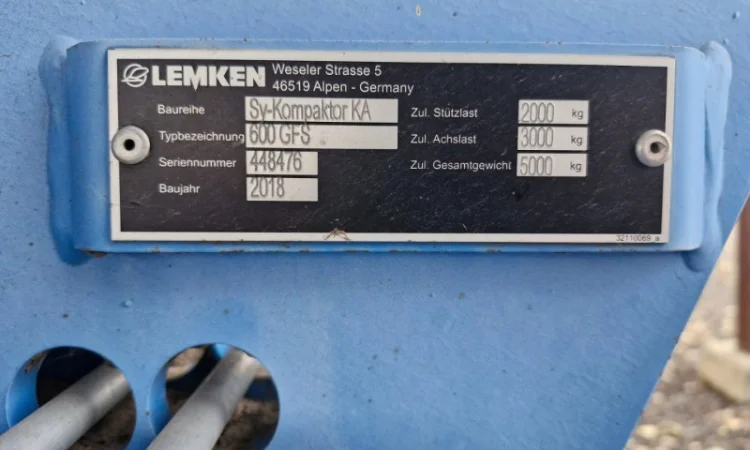 LEMKEN Weseler Strasse 5
46519 Alpen - Germany
Baureihe Sy-Kompaktor KA Zul. Stützlast 2000 kg
Typbezeichnung 600 GFS Zul. Achslast 3000 kg
Seriennummer 448476 Zul. Gesamtgewicht 5000 kg
Baujahr 2018
32110069 a